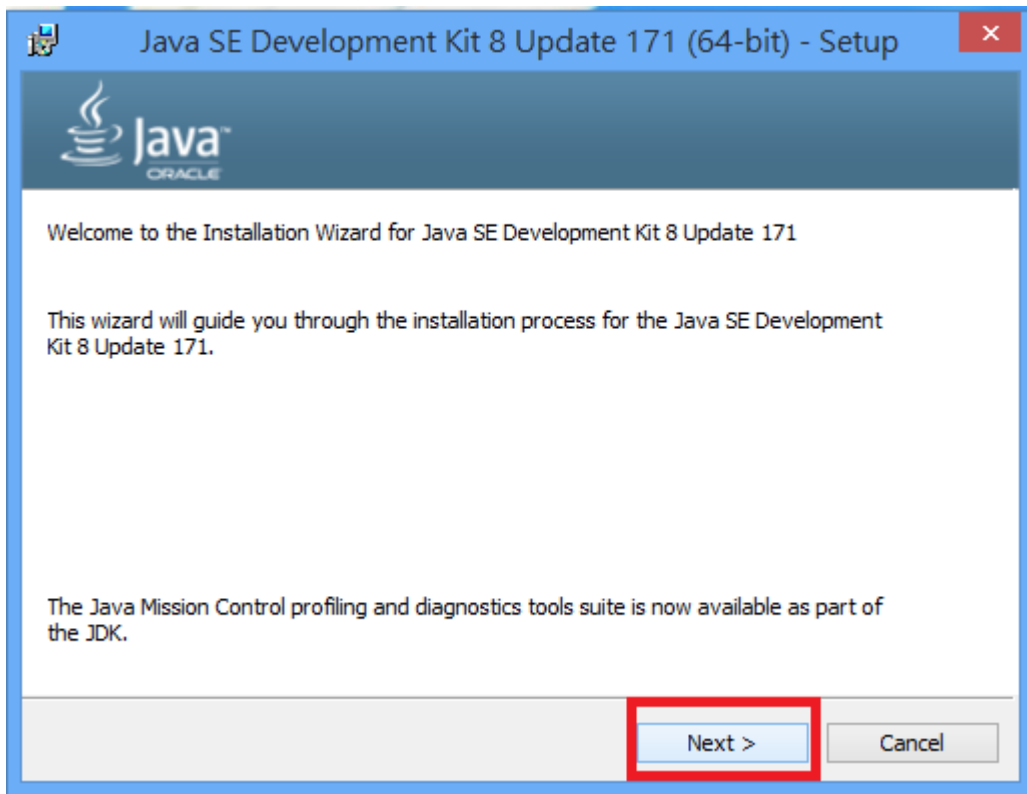 Java SE Development Kit 8 Update 171 (64-bit) - Setup
Java™
ORACLE
Welcome to the Installation Wizard for Java SE Development Kit 8 Update 171
This wizard will guide you through the installation process for the Java SE Development
Kit 8 Update 171.
The Java Mission Control profiling and diagnostics tools suite is now available as part of
the JDK.
Next >
Cancel